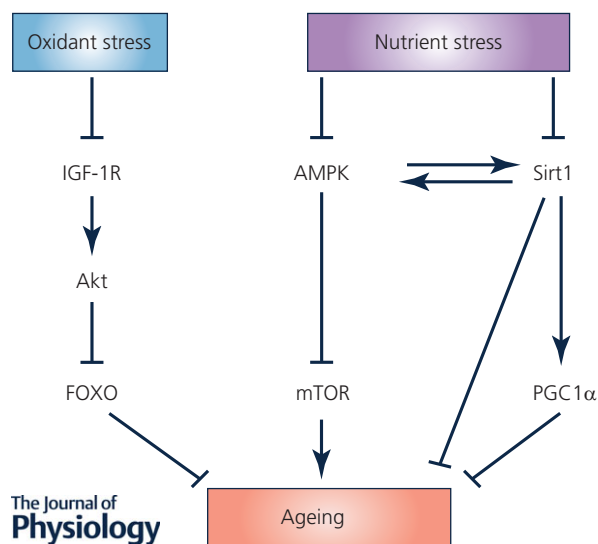 Oxidant stress
Nutrient stress
IGF-1R
AMPK
Sirt1
Akt
FOXO
mTOR
PGC1α
Ageing
The Journal of
Physiology